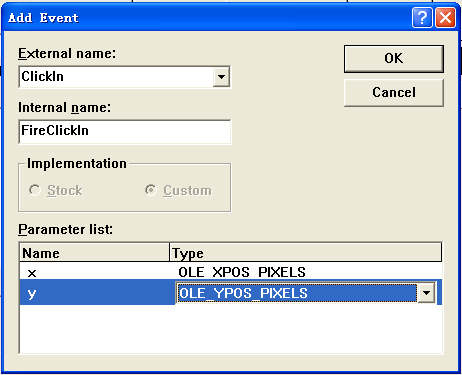 Add Event
External name:
ClickIn
OK
Cancel
Internal name:
FireClickIn
Implementation
Stock
Custom
Parameter list:
Name Type
x OLE_XPOS_PIXELS
y OLE_YPOS_PIXELS